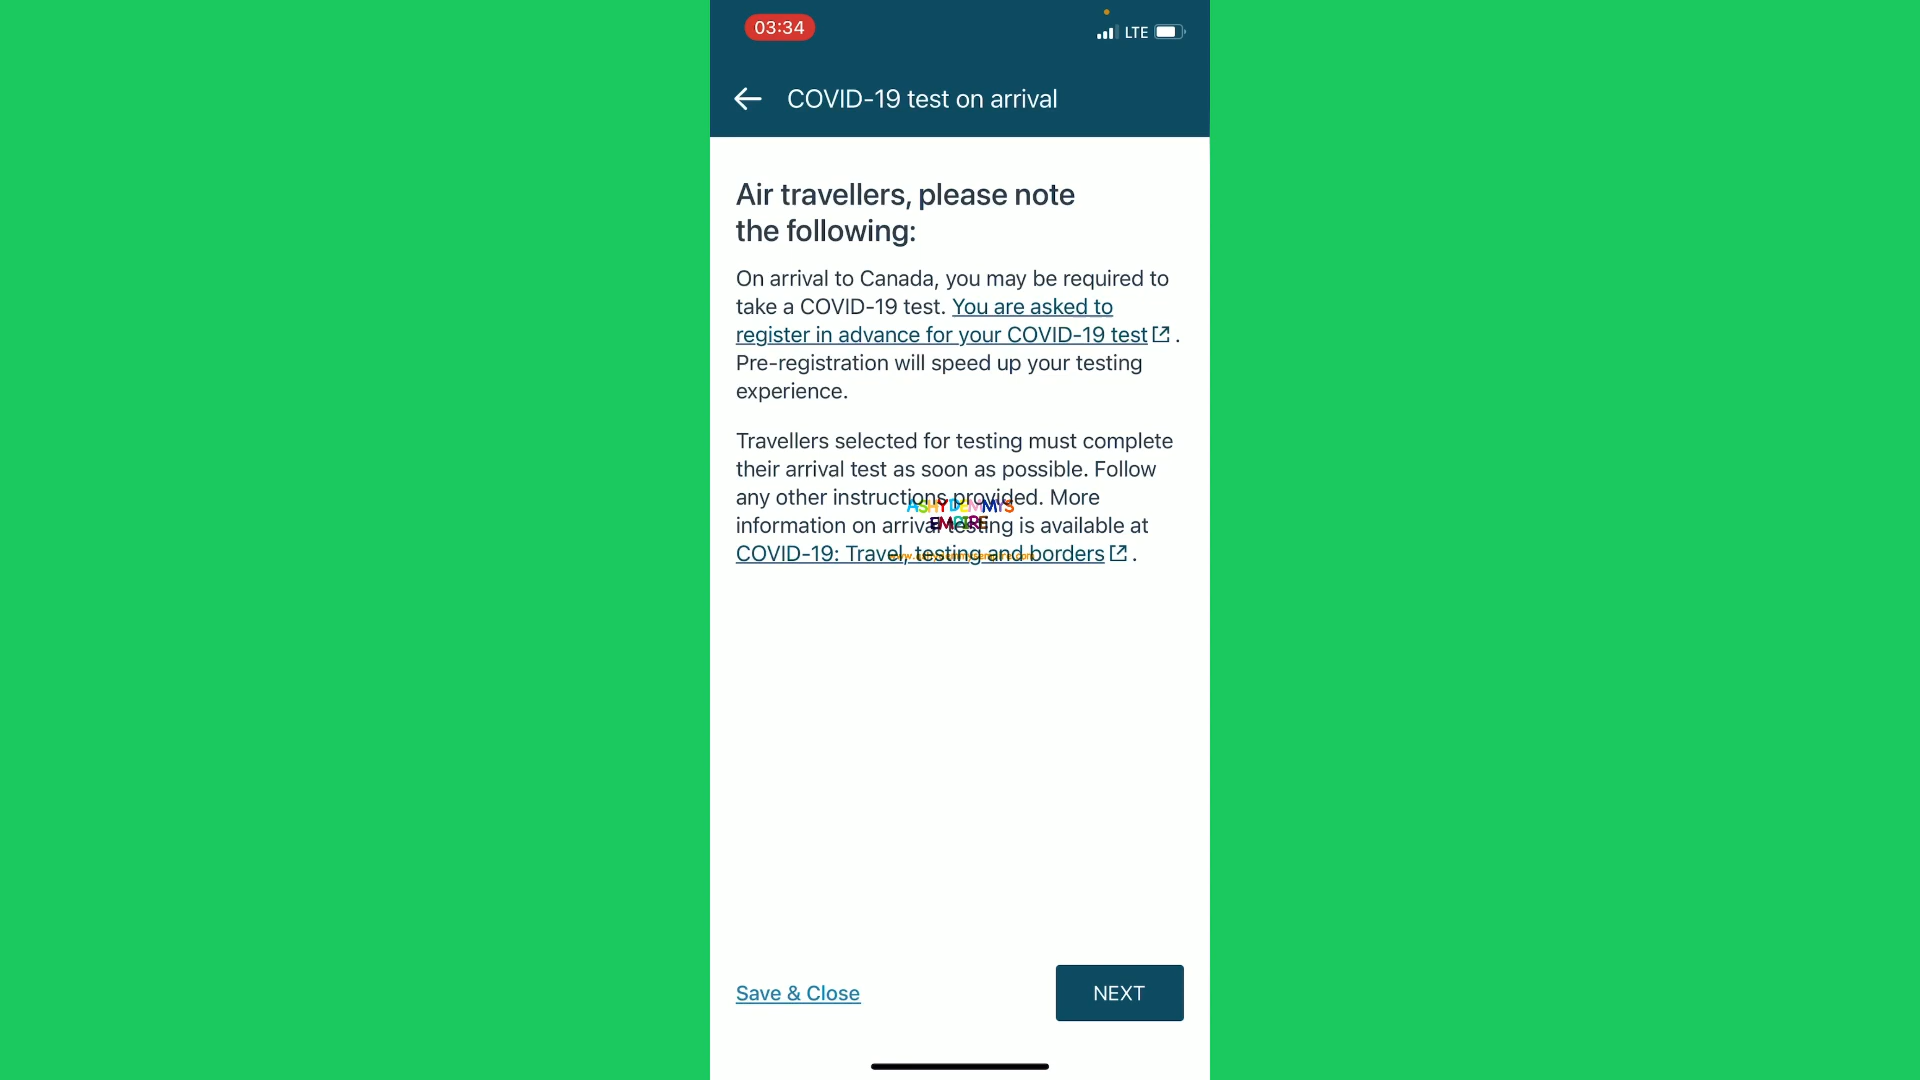 03:34
LTE
COVID-19 test on arrival
Air travellers, please note
the following:
On arrival to Canada, you may be required to
take a COVID-19 test. You are asked to
register in advance for your COVID-19 test.
Pre-registration will speed up your testing
experience.
Travellers selected for testing must complete
their arrival test as soon as possible. Follow
any other instructions provided. More
information on arrival testing is available at
COVID-19: Travel, testing and borders.
ASHYDEMMYS
EMPIRE
Save & Close
NEXT